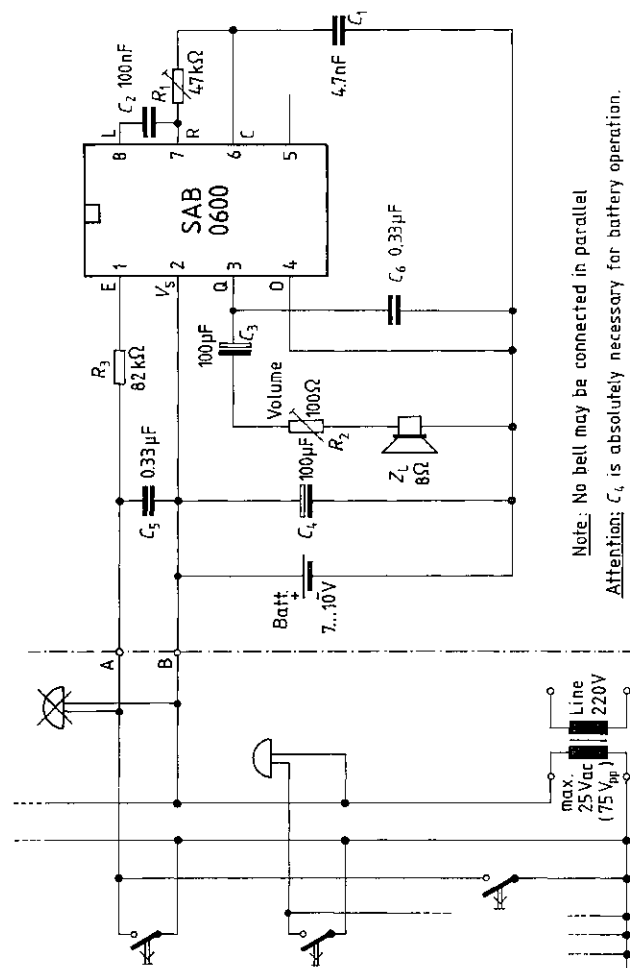 C₁
4.7nF
C₂ 100nF
R₁
47kΩ
L
R
C
8
7
6
5
SAB
0600
1
2
3
4
E
Vs
Q
0
R₃
82kΩ
C₃
100µF
C₆ 0.33µF
Volume
100Ω
R₂
Z_L
8Ω
0.33µF
C₅
100µF
C₄
Batt.
+
7...10V
A
B
Line
220V
max.
25Vac
(75Vpp)
Note: No bell may be connected in parallel
Attention: C₄ is absolutely necessary for battery operation.